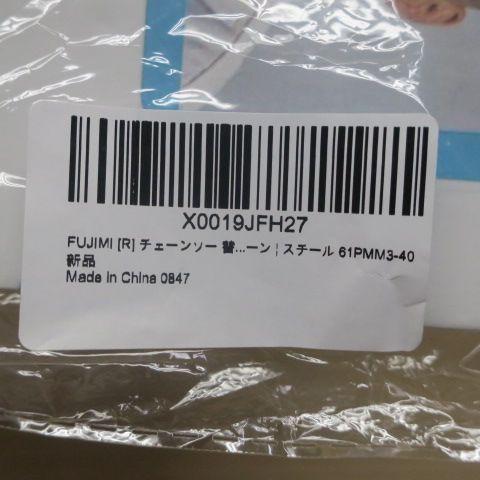 X0019JFH27
FUJIMI [R] チェーンソー 替...ーン ¦ スチール 61PMM3-40
新品
Made in China 0847